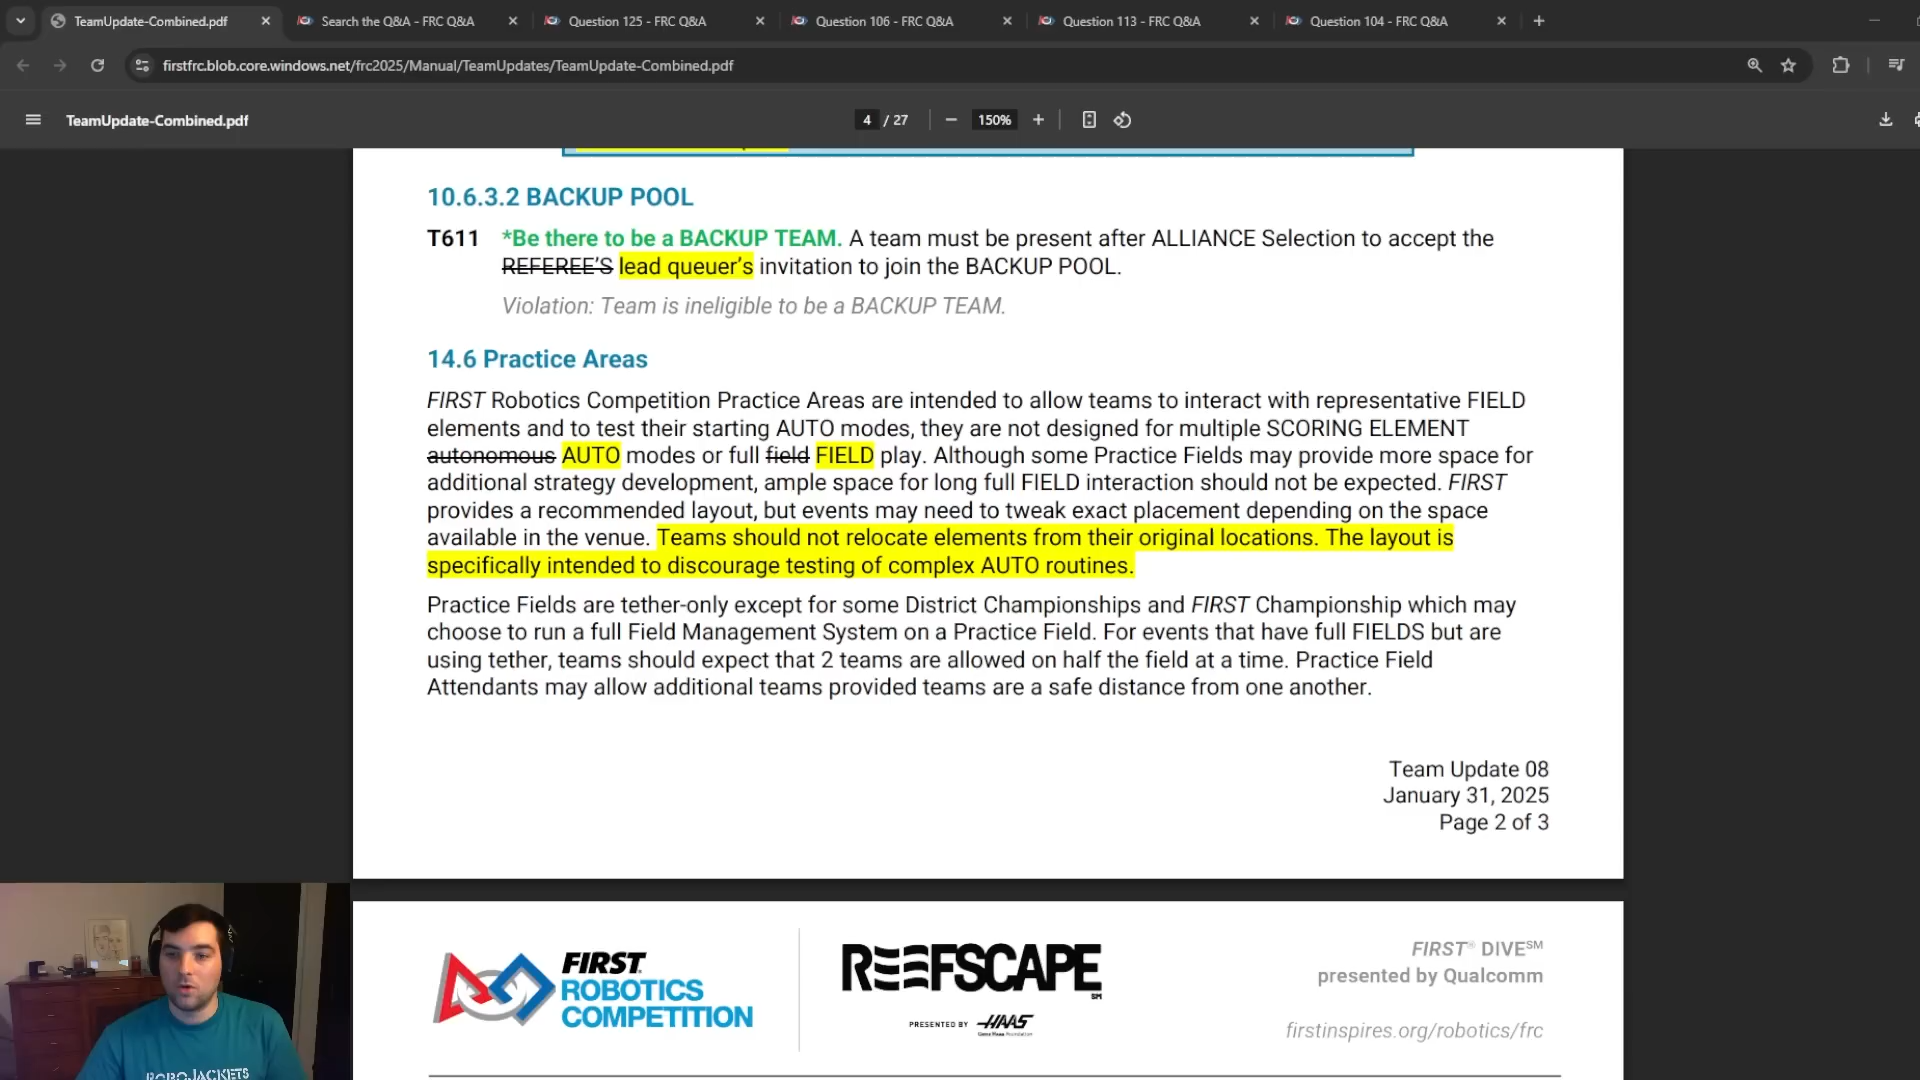 TeamUpdate-Combined.pdf
Search the Q&A - FRC Q&A
Question 125 - FRC Q&A
Question 106 - FRC Q&A
Question 113 - FRC Q&A
Question 104 - FRC Q&A
firstfrc.blob.core.windows.net/frc2025/Manual/TeamUpdates/TeamUpdate-Combined.pdf
TeamUpdate-Combined.pdf
4 / 27
150%
10.6.3.2 BACKUP POOL
T611 *Be there to be a BACKUP TEAM. A team must be present after ALLIANCE Selection to accept the
REFEREE'S lead queuer's invitation to join the BACKUP POOL.
Violation: Team is ineligible to be a BACKUP TEAM.
14.6 Practice Areas
FIRST Robotics Competition Practice Areas are intended to allow teams to interact with representative FIELD
elements and to test their starting AUTO modes, they are not designed for multiple SCORING ELEMENT
autonomous AUTO modes or full field FIELD play. Although some Practice Fields may provide more space for
additional strategy development, ample space for long full FIELD interaction should not be expected. FIRST
provides a recommended layout, but events may need to tweak exact placement depending on the space
available in the venue. Teams should not relocate elements from their original locations. The layout is
specifically intended to discourage testing of complex AUTO routines.
Practice Fields are tether-only except for some District Championships and FIRST Championship which may
choose to run a full Field Management System on a Practice Field. For events that have full FIELDS but are
using tether, teams should expect that 2 teams are allowed on half the field at a time. Practice Field
Attendants may allow additional teams provided teams are a safe distance from one another.
Team Update 08
January 31, 2025
Page 2 of 3
FIRST
ROBOTICS
COMPETITION
REEFSCAPE
PRESENTED BY HAAS
Gene Haas Foundation
FIRST® DIVE℠
presented by Qualcomm
firstinspires.org/robotics/frc
ROBOJACKETS